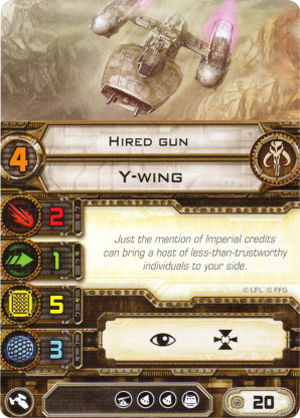 HIRED GUN
4
Y-WING
2
Just the mention of Imperial credits
can bring a host of less-than-trustworthy
individuals to your side.
1
© LFL © FFG
5
3
20